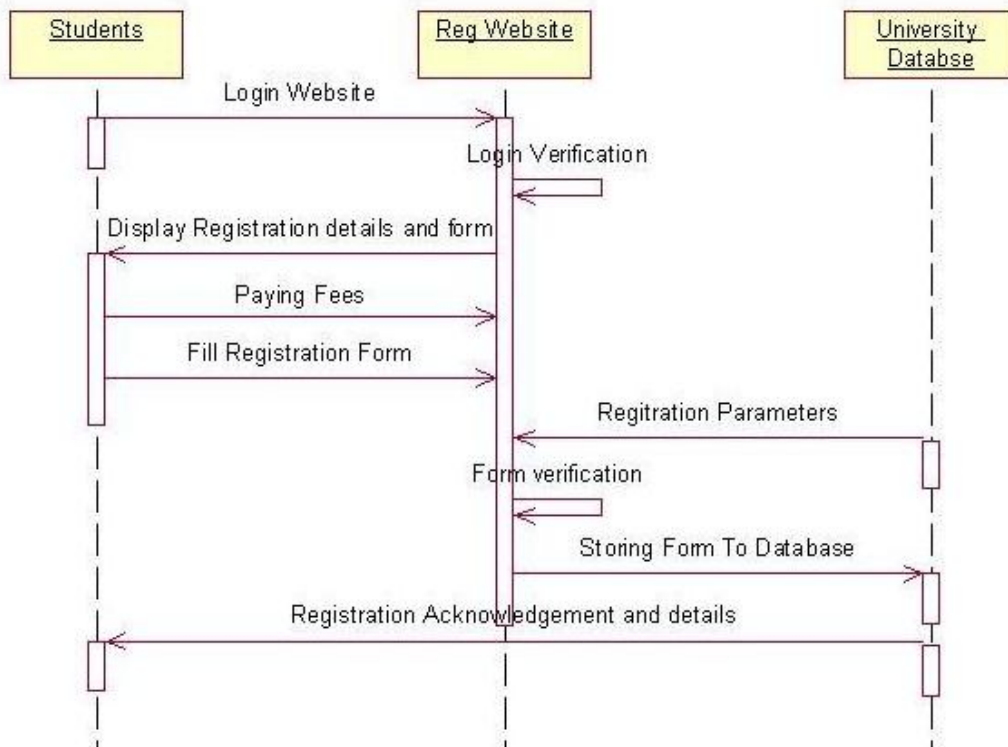 Students
Reg Website
University
Databse
Login Website
Login Verification
Display Registration details and form
Paying Fees
Fill Registration Form
Regitration Parameters
Form verification
Storing Form To Database
Registration Acknowledgement and details